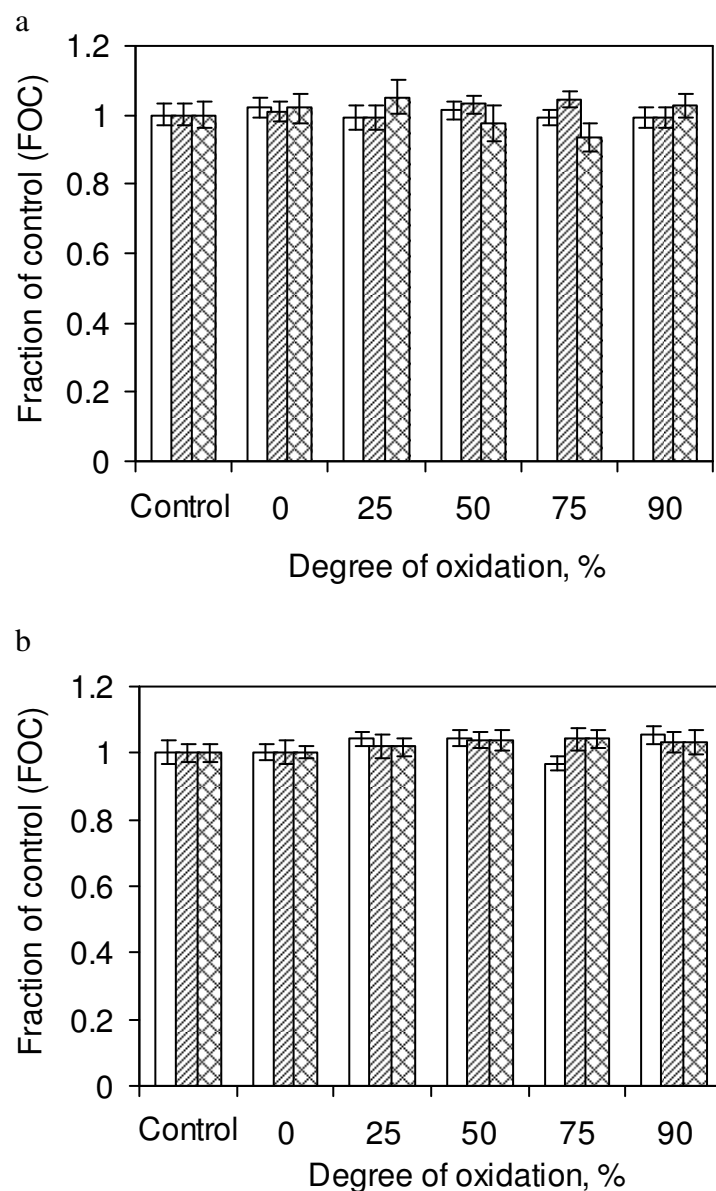 a
1.2
1
0.8
0.6
0.4
0.2
0
Fraction of control (FOC)
Control 0 25 50 75 90
Degree of oxidation, %
b
1.2
1
0.8
0.6
0.4
0.2
0
Fraction of control (FOC)
Control 0 25 50 75 90
Degree of oxidation, %